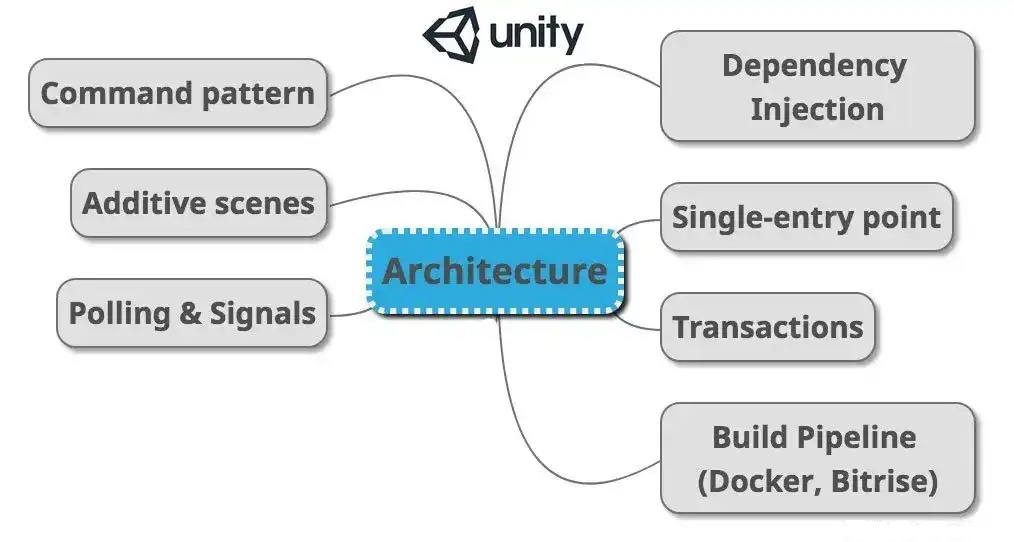 unity
Command pattern
Additive scenes
Polling & Signals
Architecture
Dependency
Injection
Single-entry point
Transactions
Build Pipeline
(Docker, Bitrise)